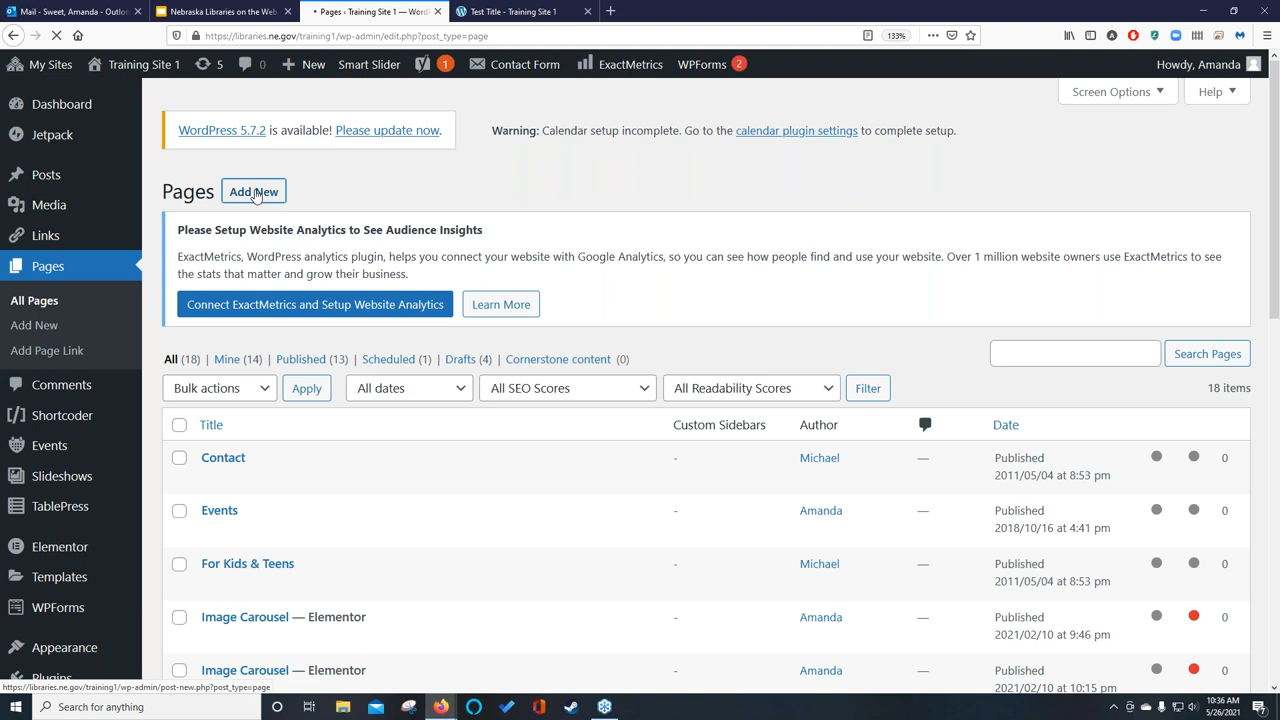 Mail - Sweet, Amanda - Outloo
Nebraska Libraries on the Web
Pages ‹ Training Site 1 — Word
Test Title - Training Site 1
https://libraries.ne.gov/training1/wp-admin/edit.php?post_type=page
133%
My Sites
Training Site 1
5
0
New
Smart Slider
1
Contact Form
ExactMetrics
WPForms
2
Howdy, Amanda
Dashboard
Jetpack
Posts
Media
Links
Pages
All Pages
Add New
Add Page Link
Comments
Shortcoder
Events
Slideshows
TablePress
Elementor
Templates
WPForms
Appearance
Plugins
Screen Options
Help
WordPress 5.7.2 is available! Please update now.
Warning: Calendar setup incomplete. Go to the calendar plugin settings to complete setup.
Pages
Add New
Please Setup Website Analytics to See Audience Insights
ExactMetrics, WordPress analytics plugin, helps you connect your website with Google Analytics, so you can see how people find and use your website. Over 1 million website owners use ExactMetrics to see
the stats that matter and grow their business.
Connect ExactMetrics and Setup Website Analytics
Learn More
All (18) | Mine (14) | Published (13) | Scheduled (1) | Drafts (4) | Cornerstone content (0)
Search Pages
Bulk actions
Apply
All dates
All SEO Scores
All Readability Scores
Filter
18 items
Title
Custom Sidebars
Author
Date
Contact
-
Michael
—
Published
2011/05/04 at 8:53 pm
0
Events
-
Amanda
—
Published
2018/10/16 at 4:41 pm
0
For Kids & Teens
-
Michael
—
Published
2011/05/04 at 8:53 pm
0
Image Carousel — Elementor
-
Amanda
—
Published
2021/02/10 at 9:46 pm
0
Image Carousel — Elementor
-
Amanda
—
Published
2021/02/10 at 10:15 pm
0
https://libraries.ne.gov/training1/wp-admin/post-new.php?post_type=page
Search for anything
10:36 AM
5/26/2021
7